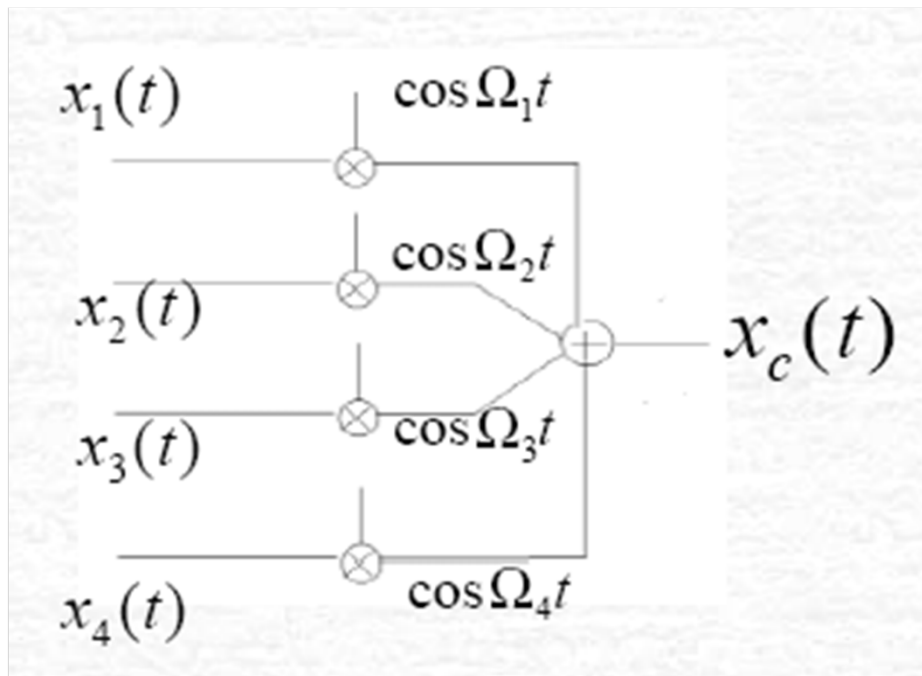 x₁(t)
cos Ω₁t
cos Ω₂t
x₂(t)
x_c(t)
cos Ω₃t
x₃(t)
cos Ω₄t
x₄(t)